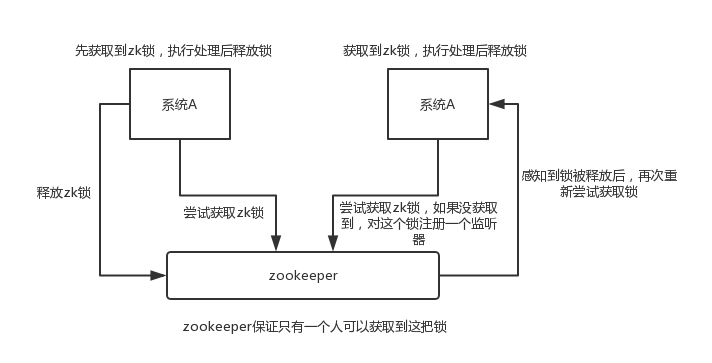 先获取到zk锁，执行处理后释放锁
获取到zk锁，执行处理后释放锁
系统A
系统A
释放zk锁
尝试获取zk锁
尝试获取zk锁，如果没获取
到，对这个锁注册一个监听
器
感知到锁被释放后，再次重
新尝试获取锁
zookeeper
zookeeper保证只有一个人可以获取到这把锁